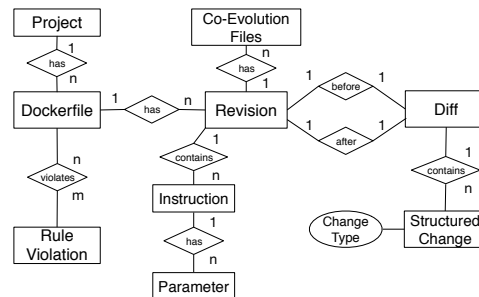 Project
Co-Evolution
Files
1
has
n
n
has
1
Dockerfile
1
has
n
Revision
1
before
1
1
after
1
Diff
n
violates
m
1
contains
n
1
contains
n
Rule
Violation
Instruction
Change
Type
Structured
Change
1
has
n
Parameter